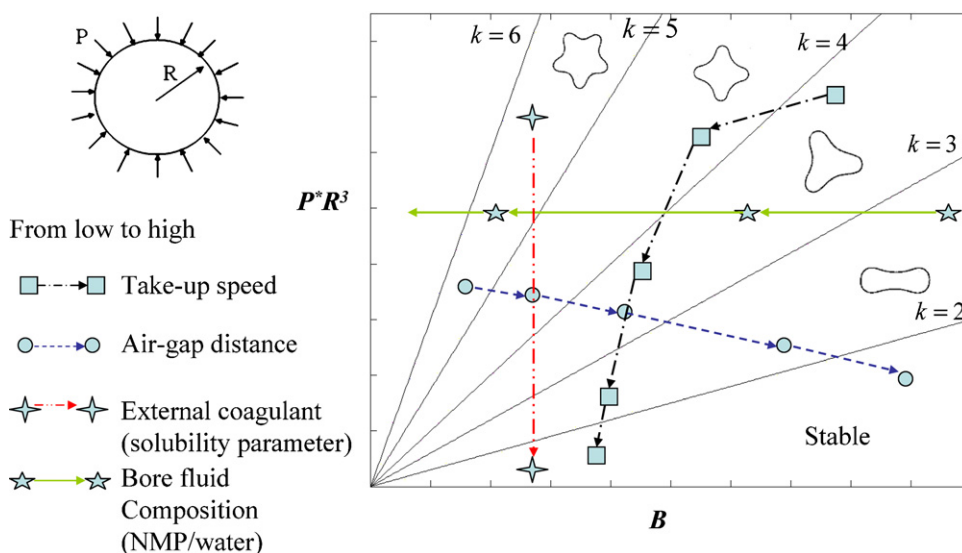 P
R
From low to high
Take-up speed
Air-gap distance
External coagulant
(solubility parameter)
Bore fluid
Composition
(NMP/water)
P*R³
k = 6
k = 5
k = 4
k = 3
k = 2
Stable
B